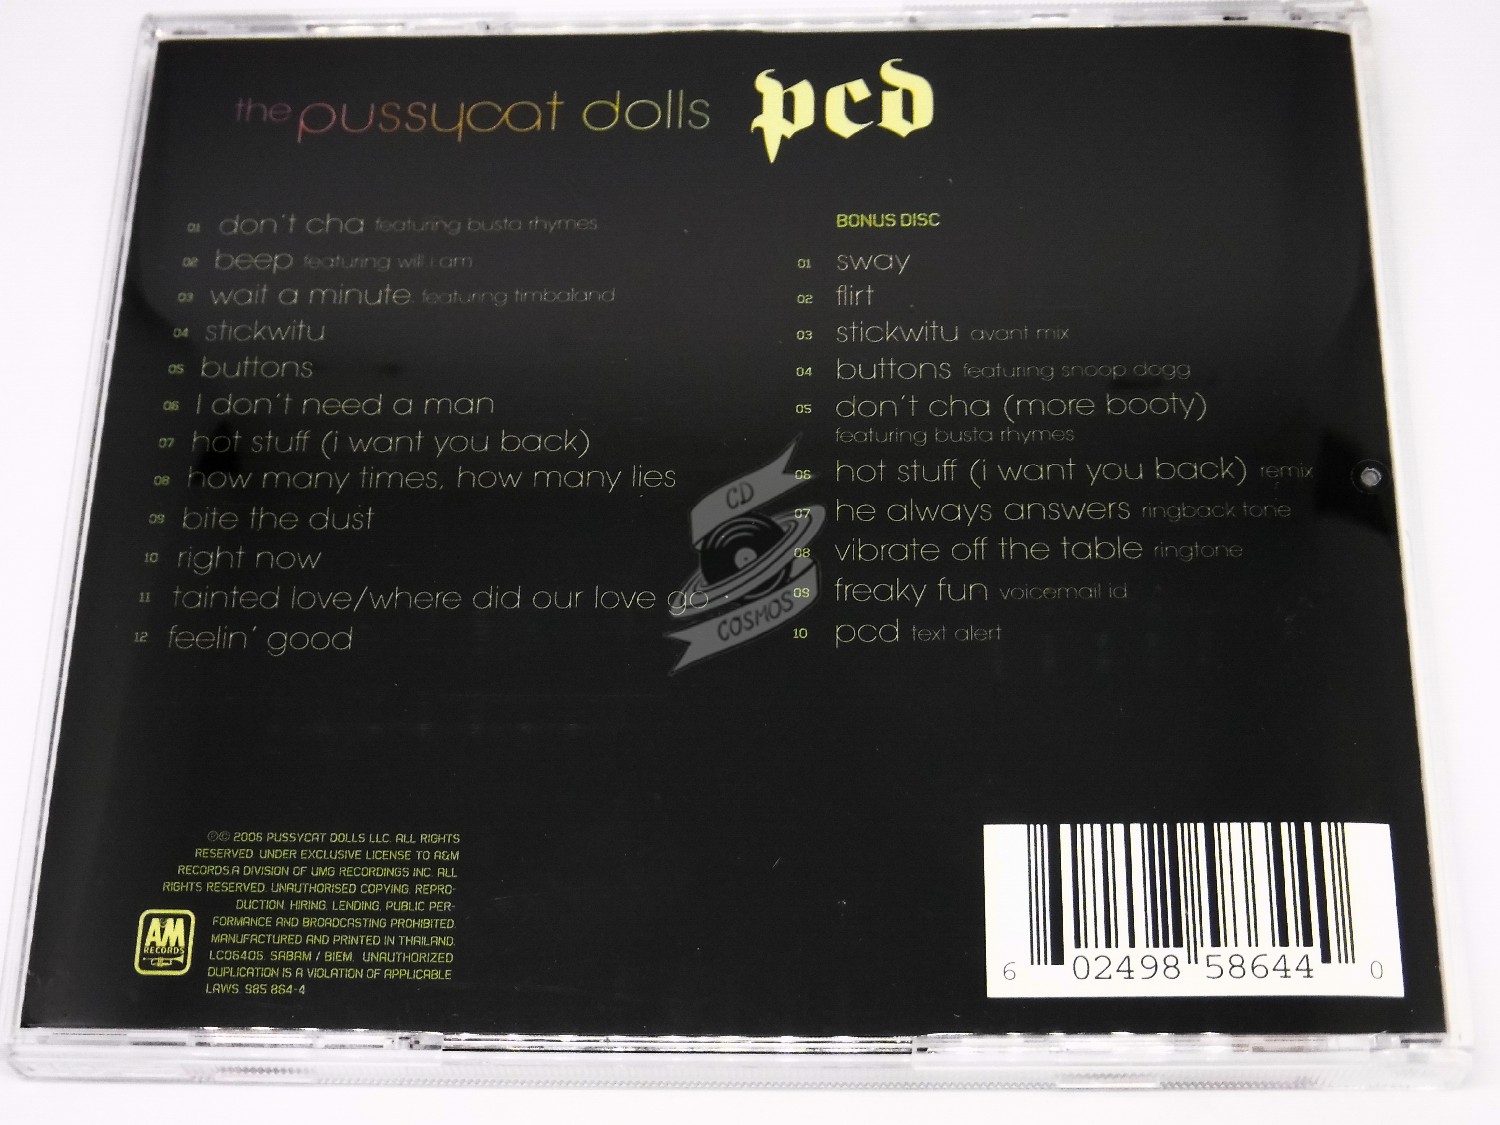 the pussycat dolls pcd
01 don't cha featuring busta rhymes
02 beep featuring will i am
03 wait a minute featuring timbaland
04 stickwitu
05 buttons
06 I don't need a man
07 hot stuff (i want you back)
08 how many times, how many lies
09 bite the dust
10 right now
11 tainted love/where did our love go
12 feelin' good
BONUS DISC
01 sway
02 flirt
03 stickwitu avant mix
04 buttons featuring snoop dogg
05 don't cha (more booty)
featuring busta rhymes
06 hot stuff (i want you back) remix
07 he always answers ringback tone
08 vibrate off the table ringtone
09 freaky fun voicemail id
10 pcd text alert
CD
COSMOS
℗© 2006 PUSSYCAT DOLLS LLC. ALL RIGHTS
RESERVED. UNDER EXCLUSIVE LICENSE TO A&M
RECORDS.A DIVISION OF UMG RECORDINGS INC. ALL
RIGHTS RESERVED. UNAUTHORISED COPYING, REPRO-
DUCTION, HIRING, LENDING, PUBLIC PER-
FORMANCE AND BROADCASTING PROHIBITED.
MANUFACTURED AND PRINTED IN THAILAND.
LC06406. SABAM / BIEM. UNAUTHORIZED
DUPLICATION IS A VIOLATION OF APPLICABLE
LAWS. 985 864-4
A&M
RECORDS
6 02498 58644 0